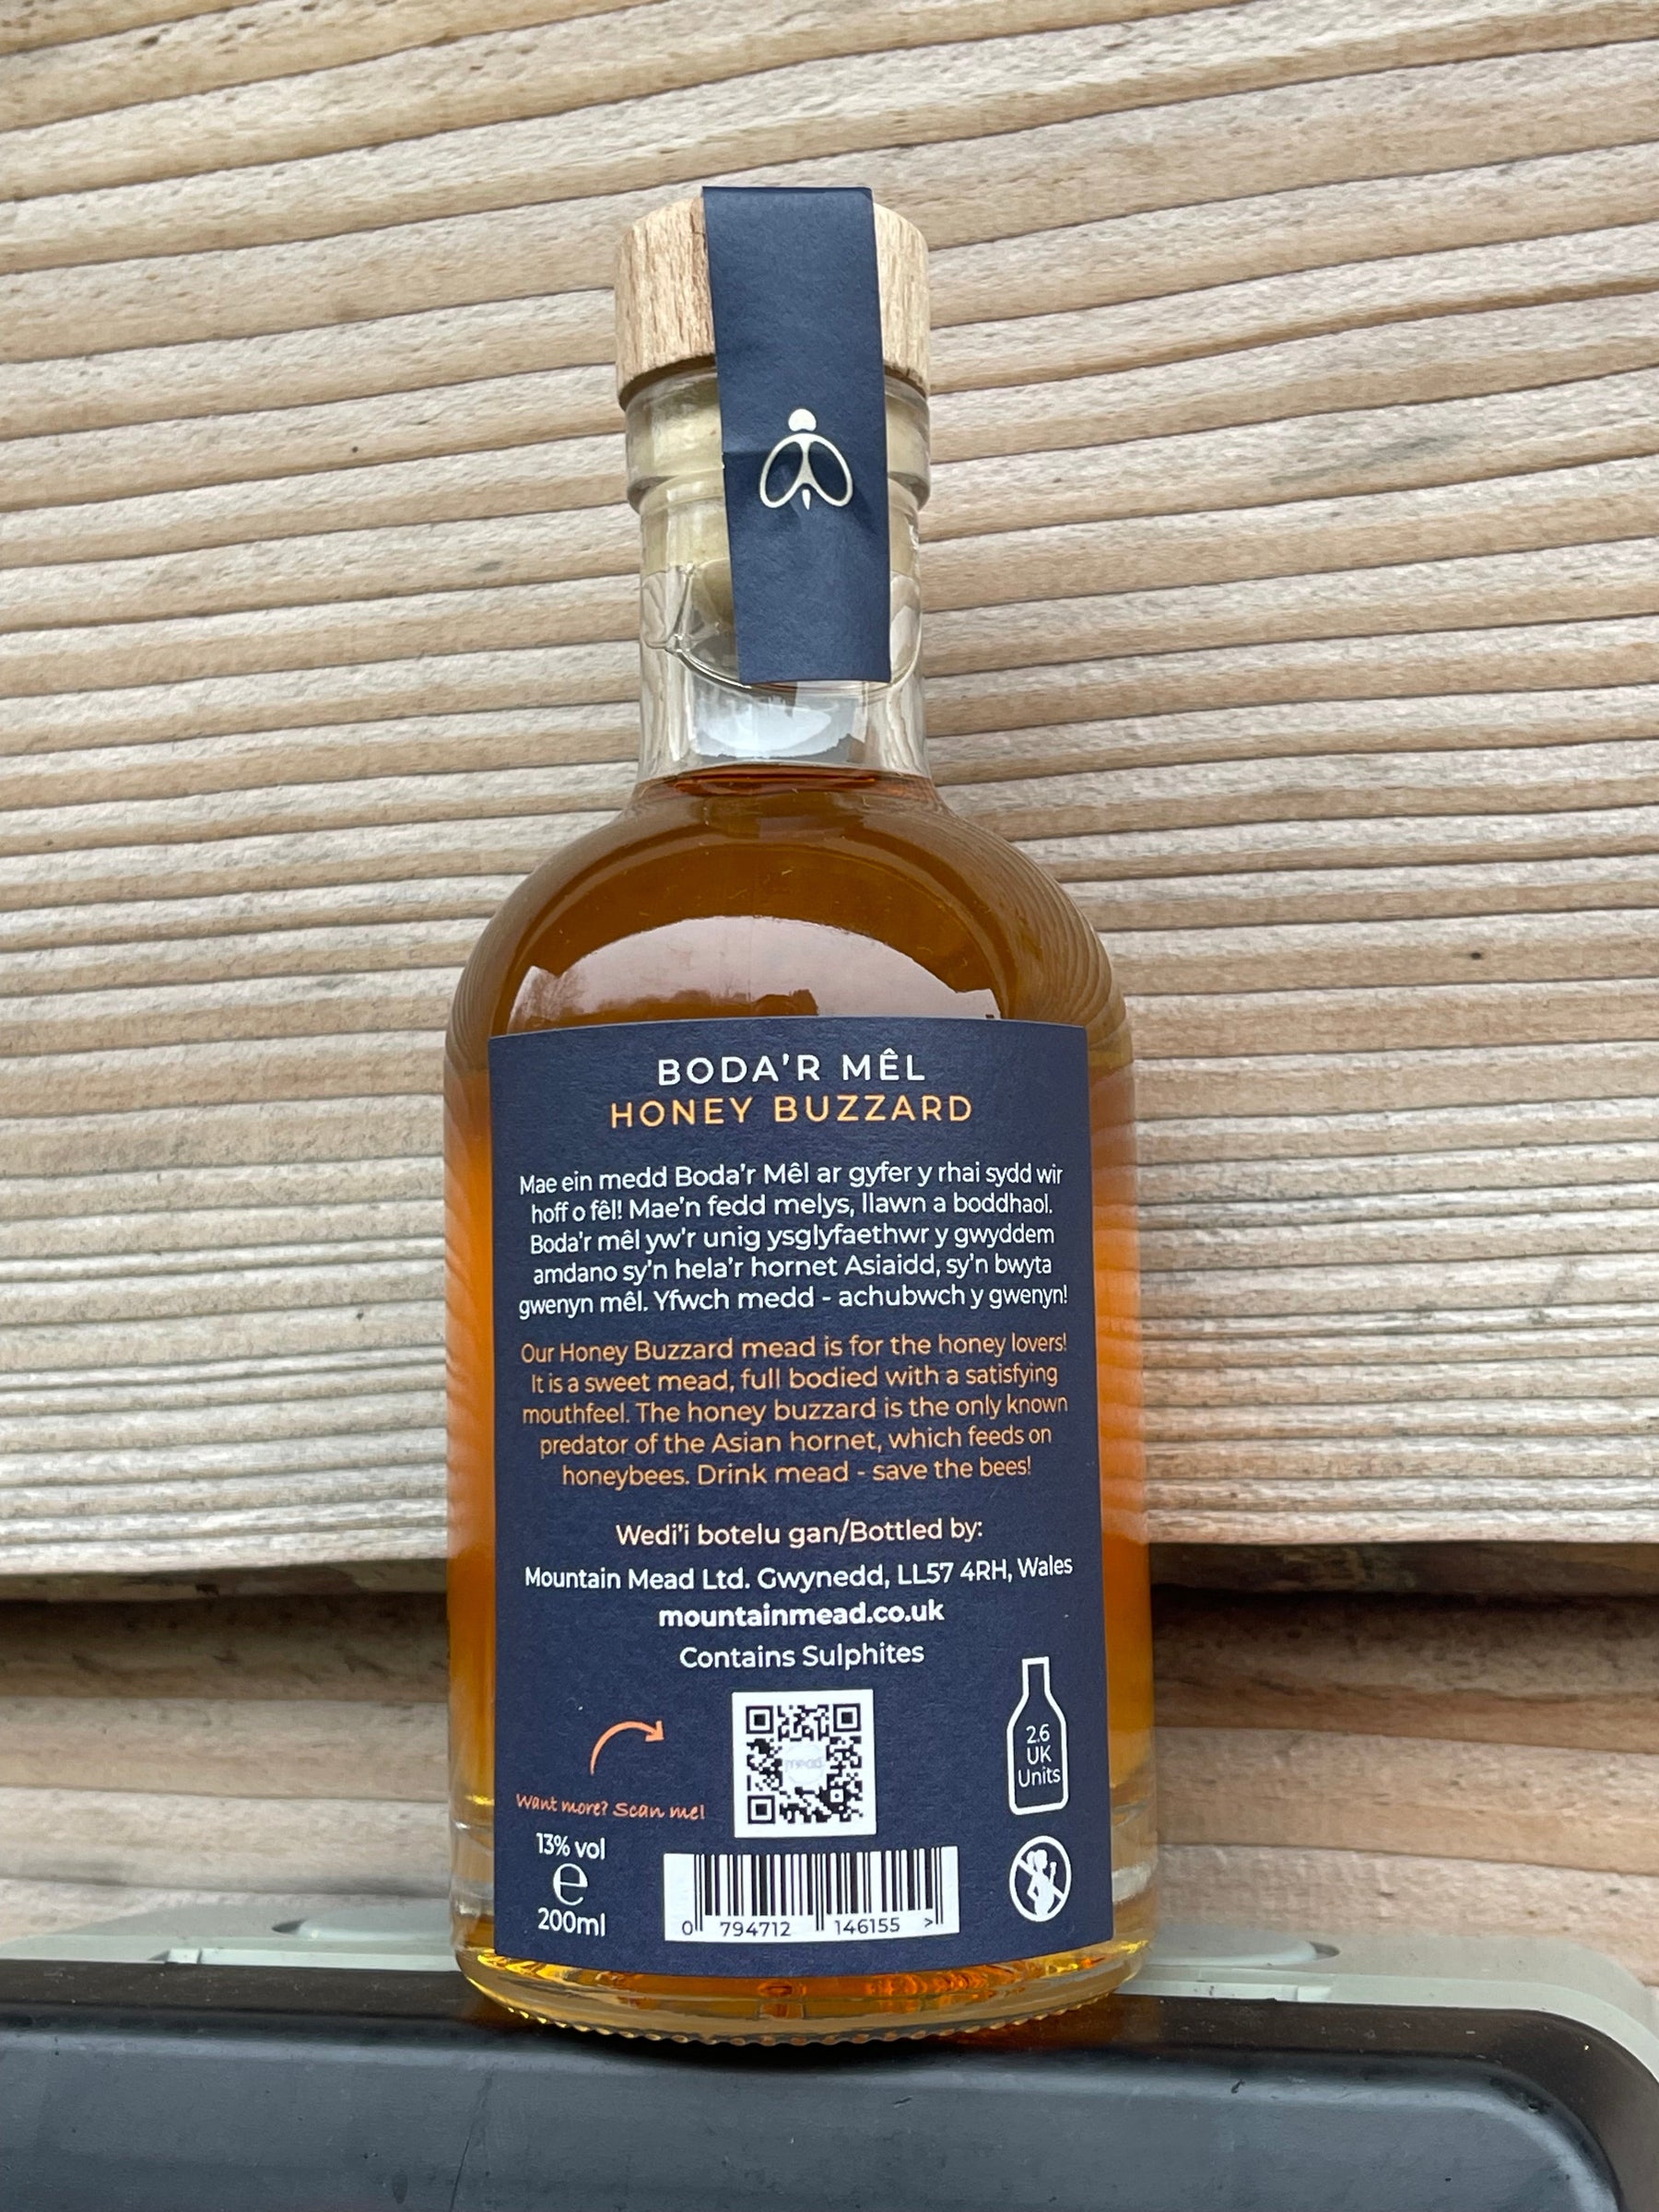 BODA'R MÊL
HONEY BUZZARD
Mae ein medd Boda'r Mêl ar gyfer y rhai sydd wir
hoff o fêl! Mae'n fedd melys, llawn a boddhaol.
Boda'r mêl yw'r unig ysglyfaethwr y gwyddem
amdano sy'n hela'r hornet Asiaidd, sy'n bwyta
gwenyn mêl. Yfwch medd - achubwch y gwenyn!
Our Honey Buzzard mead is for the honey lovers!
It is a sweet mead, full bodied with a satisfying
mouthfeel. The honey buzzard is the only known
predator of the Asian hornet, which feeds on
honeybees. Drink mead - save the bees!
Wedi'i botelu gan/Bottled by:
Mountain Mead Ltd. Gwynedd, LL57 4RH, Wales
mountainmead.co.uk
Contains Sulphites
2.6
UK
Units
mead
Want more? Scan me!
13% vol
e
200ml
0 794712 146155 >